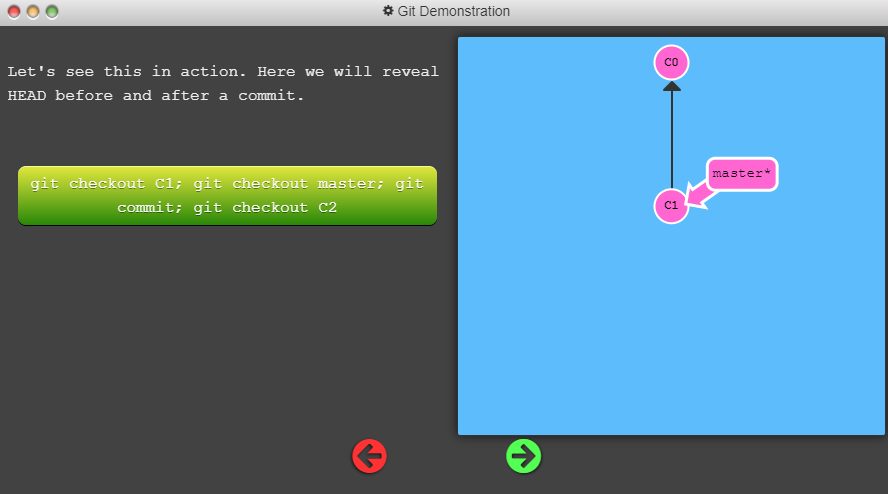 Git Demonstration
Let's see this in action. Here we will reveal
HEAD before and after a commit.
git checkout C1; git checkout master; git
commit; git checkout C2
C0
master*
C1